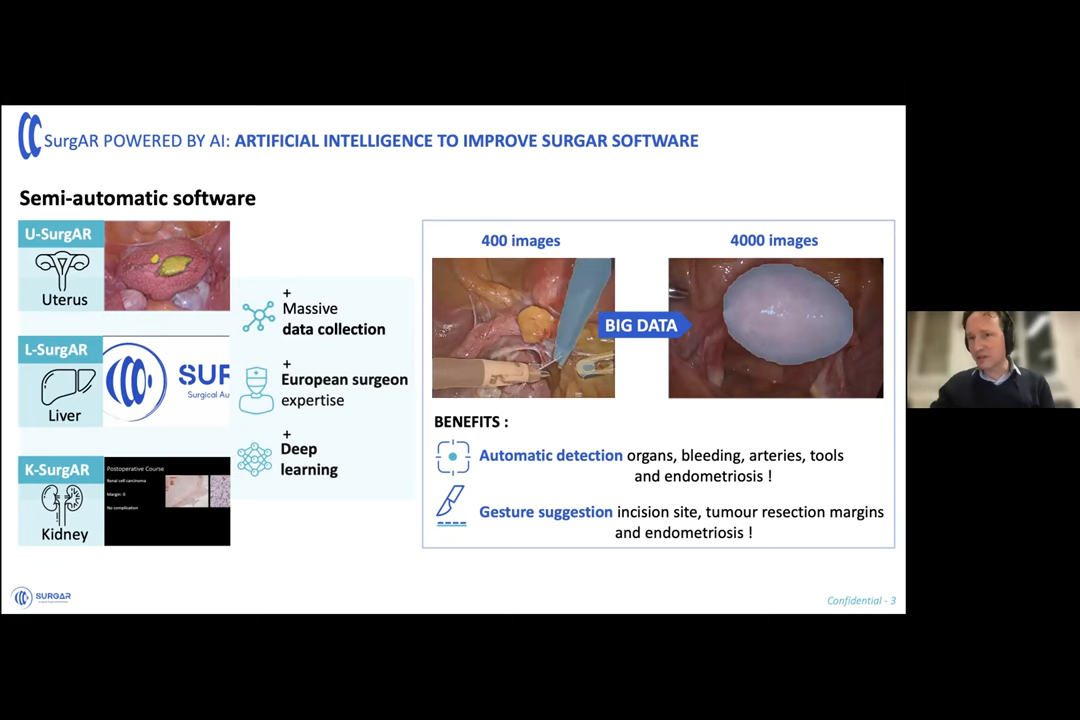 SurgAR POWERED BY AI: ARTIFICIAL INTELLIGENCE TO IMPROVE SURGAR SOFTWARE
Semi-automatic software
U-SurgAR
Uterus
L-SurgAR
Liver
SUR
Surgical Au
K-SurgAR
Kidney
Postoperative Course
Renal cell carcinoma
Margin: 0
No complication
+
Massive
data collection
+
European surgeon
expertise
+
Deep
learning
400 images
4000 images
BIG DATA
BENEFITS :
Automatic detection organs, bleeding, arteries, tools
and endometriosis !
Gesture suggestion incision site, tumour resection margins
and endometriosis !
SURGAR
Confidential - 3